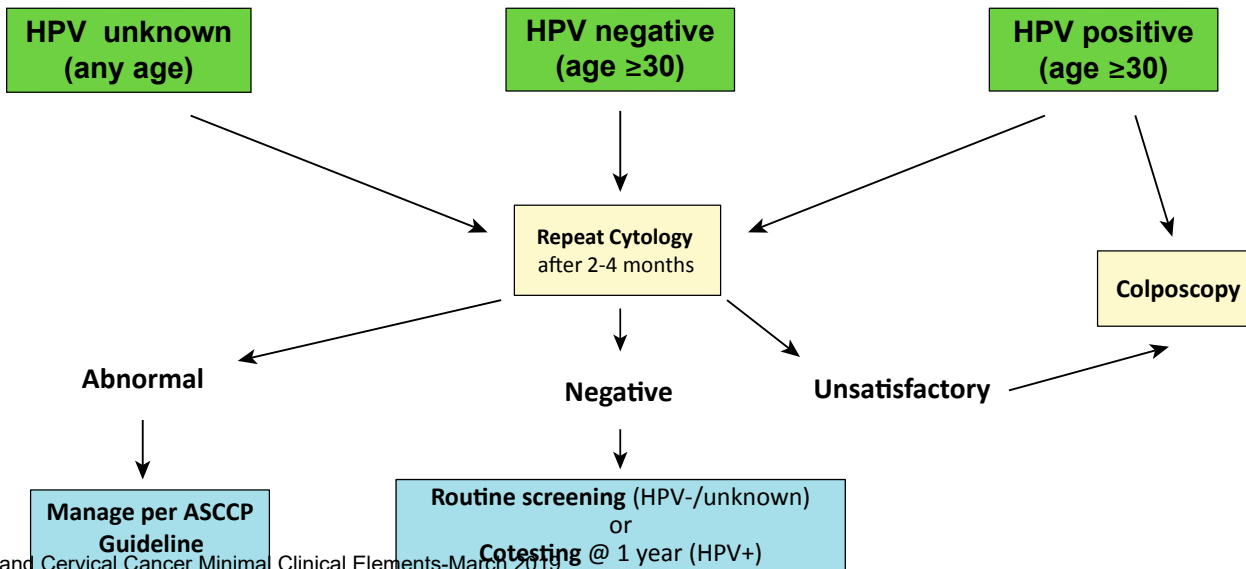 HPV unknown
(any age)
HPV negative
(age ≥30)
HPV positive
(age ≥30)
Repeat Cytology
after 2-4 months
Colposcopy
Abnormal
Negative
Unsatisfactory
Manage per ASCCP
Guideline
Routine screening (HPV-/unknown)
or
Cotesting @ 1 year (HPV+)
and Cervical Cancer Minimal Clinical Elements-March 2019